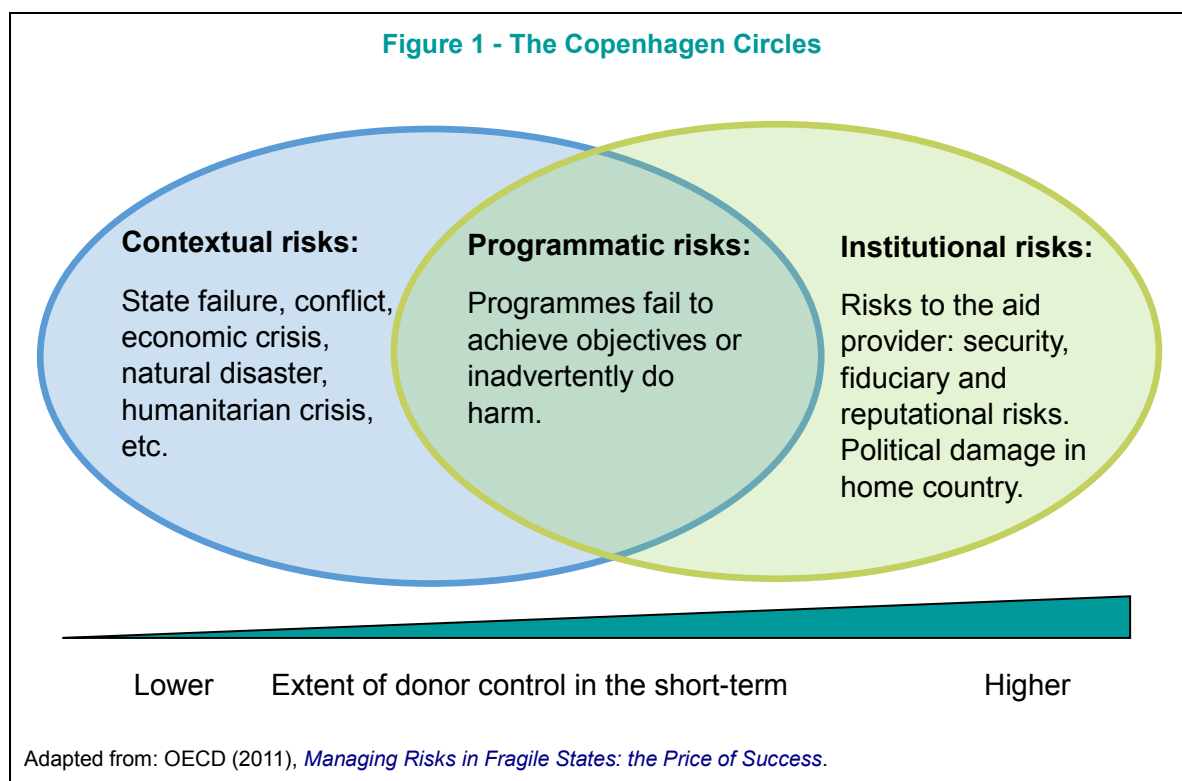 Figure 1 - The Copenhagen Circles
Contextual risks:
State failure, conflict,
economic crisis,
natural disaster,
humanitarian crisis,
etc.
Programmatic risks:
Programmes fail to
achieve objectives or
inadvertently do
harm.
Institutional risks:
Risks to the aid
provider: security,
fiduciary and
reputational risks.
Political damage in
home country.
Lower Extent of donor control in the short-term Higher
Adapted from: OECD (2011), Managing Risks in Fragile States: the Price of Success.